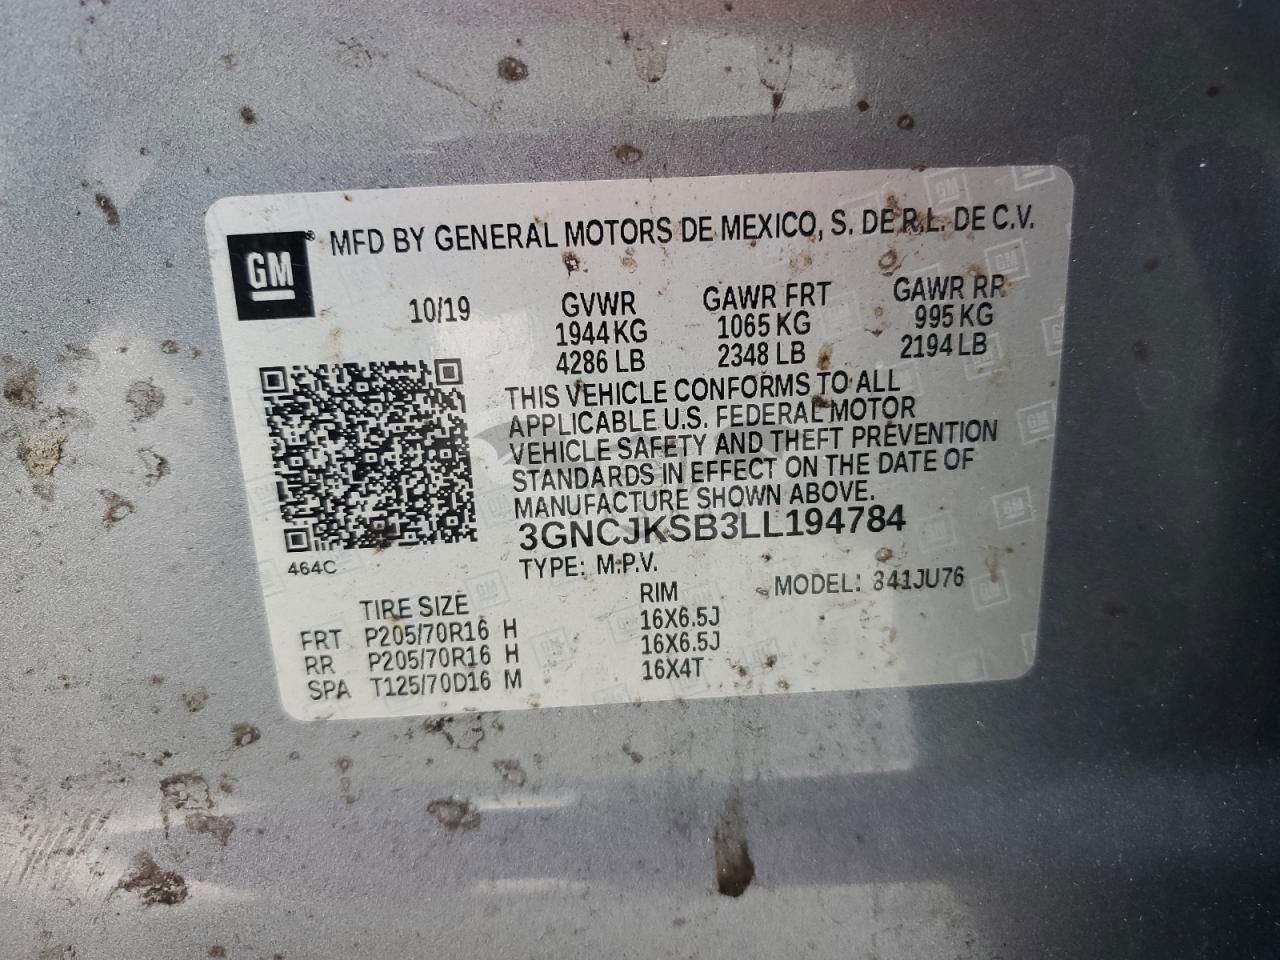 GM
® MFD BY GENERAL MOTORS DE MEXICO, S. DE R.L. DE C.V.
10/19 GVWR GAWR FRT GAWR RR
1944 KG 1065 KG 995 KG
4286 LB 2348 LB 2194 LB
THIS VEHICLE CONFORMS TO ALL
APPLICABLE U.S. FEDERAL MOTOR
VEHICLE SAFETY AND THEFT PREVENTION
STANDARDS IN EFFECT ON THE DATE OF
MANUFACTURE SHOWN ABOVE.
3GNCJKSB3LL194784
464C
TYPE: M.P.V. MODEL: 341JU76
TIRE SIZE RIM
FRT P205/70R16 H 16X6.5J
RR P205/70R16 H 16X6.5J
SPA T125/70D16 M 16X4T